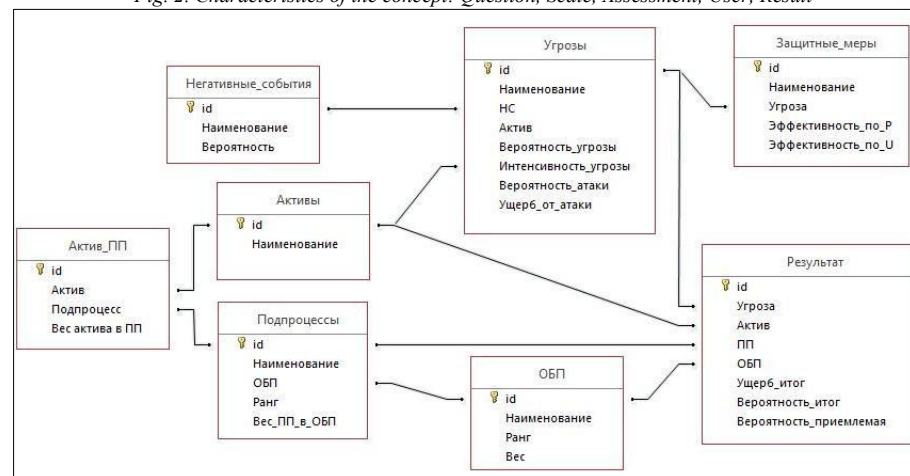 Fig. 2. Characteristics of the concept: Question, Scale, Assessment, User, Result
Негативные_события
id
Наименование
Вероятность
Угрозы
id
Наименование
НС
Актив
Вероятность_угрозы
Интенсивность_угрозы
Вероятность_атаки
Ущерб_от_атаки
Защитные_меры
id
Наименование
Угроза
Эффективность_по_P
Эффективность_по_U
Активы
id
Наименование
Актив_ПП
id
Актив
Подпроцесс
Вес актива в ПП
Подпроцессы
id
Наименование
ОБП
Ранг
Вес_ПП_в_ОБП
ОБП
id
Наименование
Ранг
Вес
Результат
id
Угроза
Актив
ПП
ОБП
Ущерб_итог
Вероятность_итог
Вероятность_приемлемая